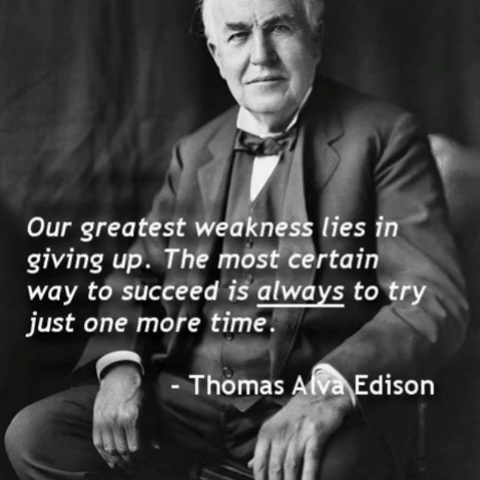 Our greatest weakness lies in
giving up. The most certain
way to succeed is always to try
just one more time.
- Thomas Alva Edison